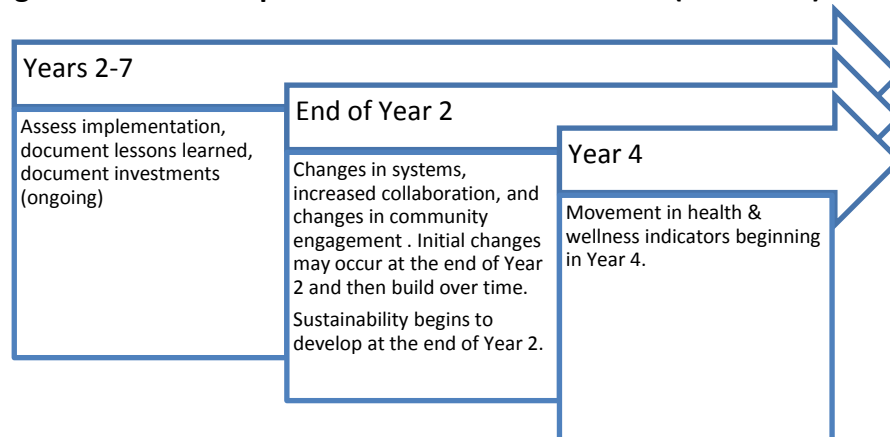 Years 2-7
Assess implementation,
document lessons learned,
document investments
(ongoing)
End of Year 2
Changes in systems,
increased collaboration, and
changes in community
engagement . Initial changes
may occur at the end of Year
2 and then build over time.
Sustainability begins to
develop at the end of Year 2.
Year 4
Movement in health &
wellness indicators beginning
in Year 4.